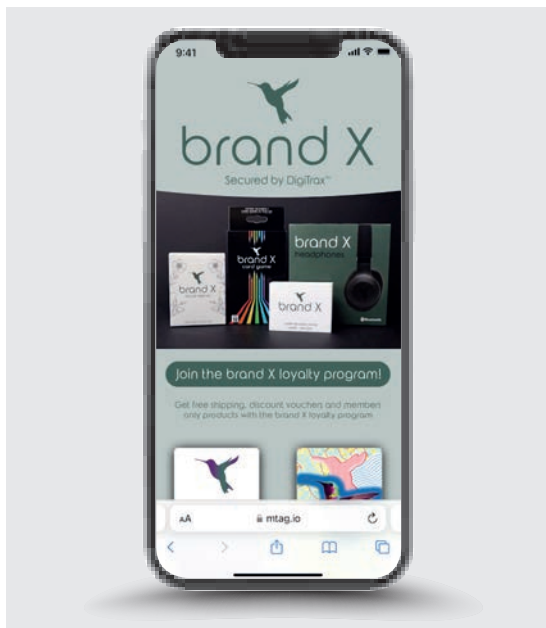 9:41
brand X
Secured by DigiTrax™
brand X
card game
brand X
headphones
brand X
brand X
Bluetooth
Join the brand X loyalty program!
Get free shipping, discount vouchers and members
only products with the brand X loyalty program
AA
mtag.io